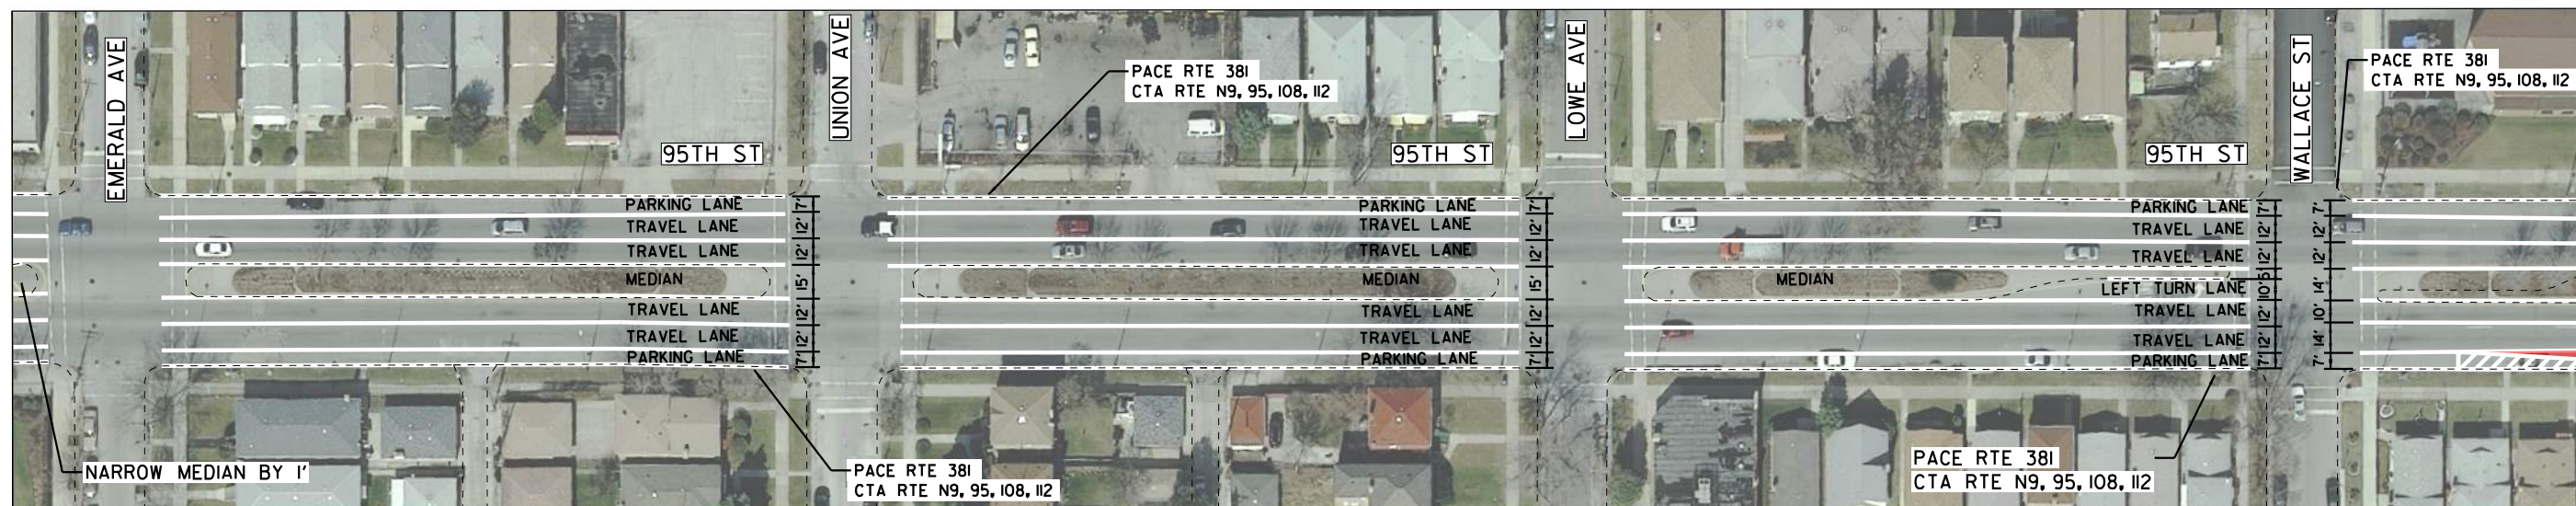 EMERALD AVE
UNION AVE
LOWE AVE
WALLACE ST
PACE RTE 381
CTA RTE N9, 95, 108, 112
PACE RTE 381
CTA RTE N9, 95, 108, 112
95TH ST
95TH ST
95TH ST
PARKING LANE
TRAVEL LANE
TRAVEL LANE
MEDIAN
TRAVEL LANE
TRAVEL LANE
PARKING LANE
7'
12'
12'
15'
12'
12'
7'
PARKING LANE
TRAVEL LANE
TRAVEL LANE
MEDIAN
TRAVEL LANE
TRAVEL LANE
PARKING LANE
7'
12'
12'
15'
12'
12'
7'
PARKING LANE
TRAVEL LANE
TRAVEL LANE
MEDIAN
LEFT TURN LANE
TRAVEL LANE
TRAVEL LANE
PARKING LANE
7'
12'
12'
5'
10'
12'
12'
7'
7'
12'
12'
14'
10'
14'
7'
NARROW MEDIAN BY 1'
PACE RTE 381
CTA RTE N9, 95, 108, 112
PACE RTE 381
CTA RTE N9, 95, 108, 112